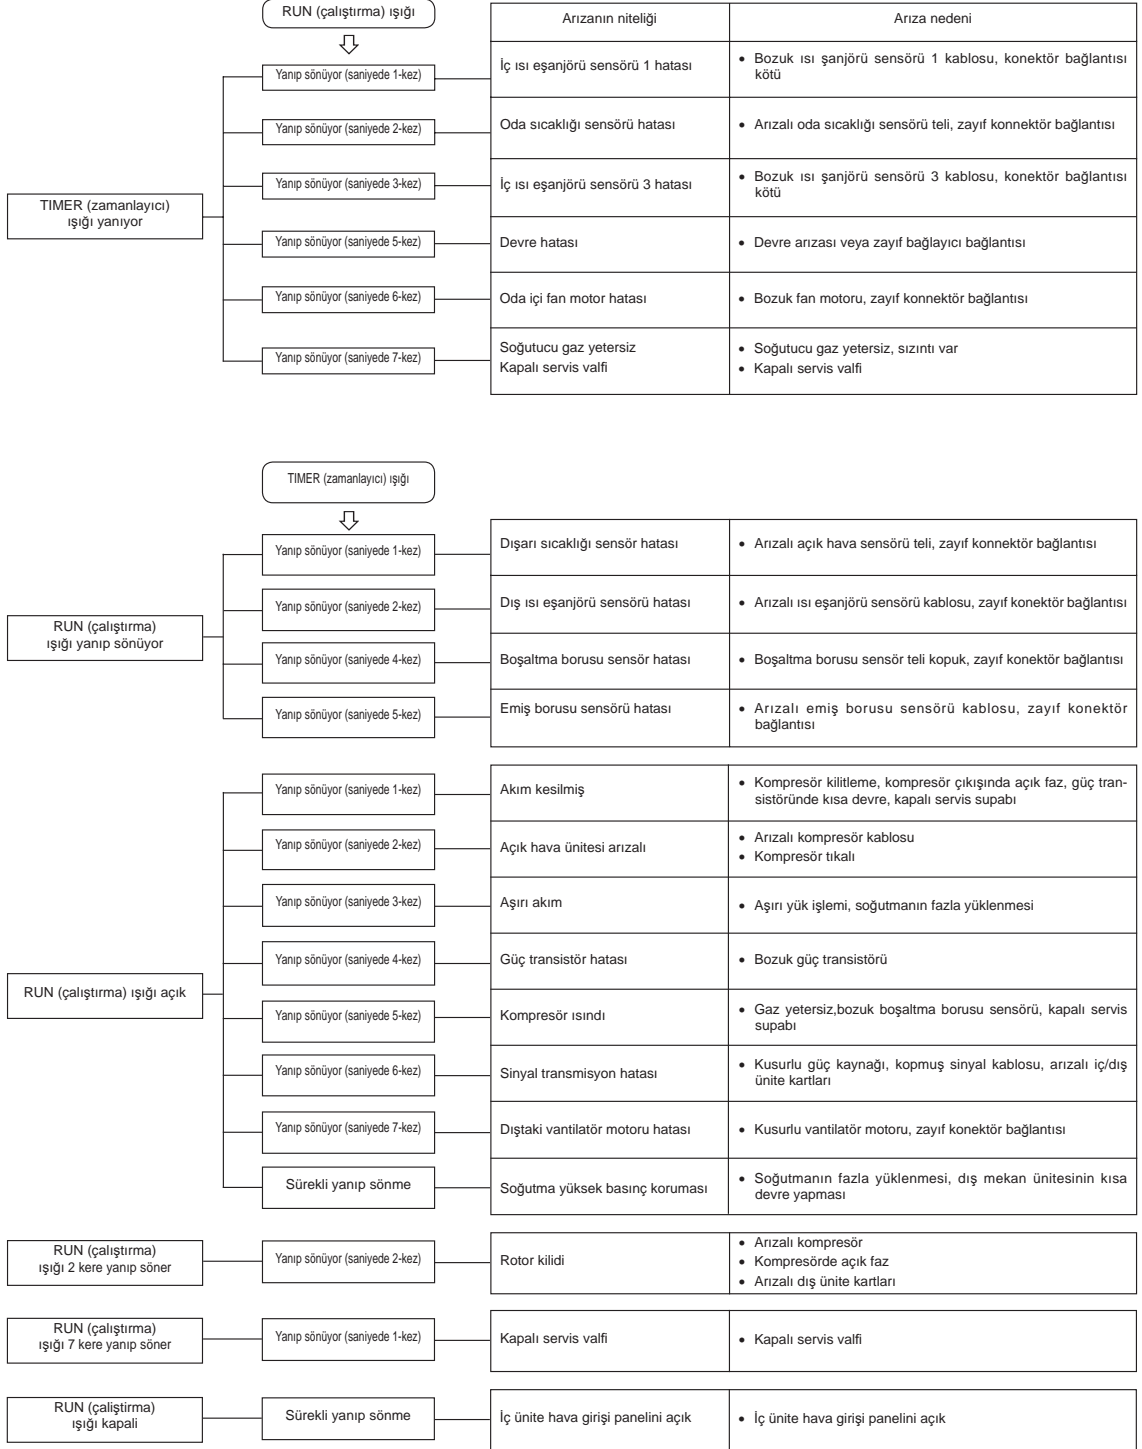 RUN (çalıştırma) ışığı
Arızanın niteliği
Arıza nedeni
TIMER (zamanlayıcı)
ışığı yanıyor
Yanıp sönüyor (saniyede 1-kez)
İç ısı eşanjörü sensörü 1 hatası
• Bozuk ısı şanjörü sensörü 1 kablosu, konektör bağlantısı
kötü
Yanıp sönüyor (saniyede 2-kez)
Oda sıcaklığı sensörü hatası
• Arızalı oda sıcaklığı sensörü teli, zayıf konnektör bağlantısı
Yanıp sönüyor (saniyede 3-kez)
İç ısı eşanjörü sensörü 3 hatası
• Bozuk ısı şanjörü sensörü 3 kablosu, konektör bağlantısı
kötü
Yanıp sönüyor (saniyede 5-kez)
Devre hatası
• Devre arızası veya zayıf bağlayıcı bağlantısı
Yanıp sönüyor (saniyede 6-kez)
Oda içi fan motor hatası
• Bozuk fan motoru, zayıf konnektör bağlantısı
Yanıp sönüyor (saniyede 7-kez)
Soğutucu gaz yetersiz
Kapalı servis valfi
• Soğutucu gaz yetersiz, sızıntı var
• Kapalı servis valfi
TIMER (zamanlayıcı) ışığı
RUN (çalıştırma)
ışığı yanıp sönüyor
Yanıp sönüyor (saniyede 1-kez)
Dışarı sıcaklığı sensör hatası
• Arızalı açık hava sensörü teli, zayıf konnektör bağlantısı
Yanıp sönüyor (saniyede 2-kez)
Dış ısı eşanjörü sensörü hatası
• Arızalı ısı eşanjörü sensörü kablosu, zayıf konektör bağlantısı
Yanıp sönüyor (saniyede 4-kez)
Boşaltma borusu sensör hatası
• Boşaltma borusu sensör teli kopuk, zayıf konektör bağlantısı
Yanıp sönüyor (saniyede 5-kez)
Emiş borusu sensörü hatası
• Arızalı emiş borusu sensörü kablosu, zayıf konektör
bağlantısı
RUN (çalıştırma) ışığı açık
Yanıp sönüyor (saniyede 1-kez)
Akım kesilmiş
• Kompresör kilitleme, kompresör çıkışında açık faz, güç tran-
sistöründe kısa devre, kapalı servis supabı
Yanıp sönüyor (saniyede 2-kez)
Açık hava ünitesi arızalı
• Arızalı kompresör kablosu
• Kompresör tıkalı
Yanıp sönüyor (saniyede 3-kez)
Aşırı akım
• Aşırı yük işlemi, soğutmanın fazla yüklenmesi
Yanıp sönüyor (saniyede 4-kez)
Güç transistör hatası
• Bozuk güç transistörü
Yanıp sönüyor (saniyede 5-kez)
Kompresör ısındı
• Gaz yetersiz,bozuk boşaltma borusu sensörü, kapalı servis
supabı
Yanıp sönüyor (saniyede 6-kez)
Sinyal transmisyon hatası
• Kusurlu güç kaynağı, kopmuş sinyal kablosu, arızalı iç/dış
ünite kartları
Yanıp sönüyor (saniyede 7-kez)
Dıştaki vantilatör motoru hatası
• Kusurlu vantilatör motoru, zayıf konektör bağlantısı
Sürekli yanıp sönme
Soğutma yüksek basınç koruması
• Soğutmanın fazla yüklenmesi, dış mekan ünitesinin kısa
devre yapması
RUN (çalıştırma)
ışığı 2 kere yanıp söner
Yanıp sönüyor (saniyede 2-kez)
Rotor kilidi
• Arızalı kompresör
• Kompresörde açık faz
• Arızalı dış ünite kartları
RUN (çalıştırma)
ışığı 7 kere yanıp söner
Yanıp sönüyor (saniyede 1-kez)
Kapalı servis valfi
• Kapalı servis valfi
RUN (çaliştirma)
ışığı kapali
Sürekli yanıp sönme
İç ünite hava girişi panelini açık
• İç ünite hava girişi panelini açık